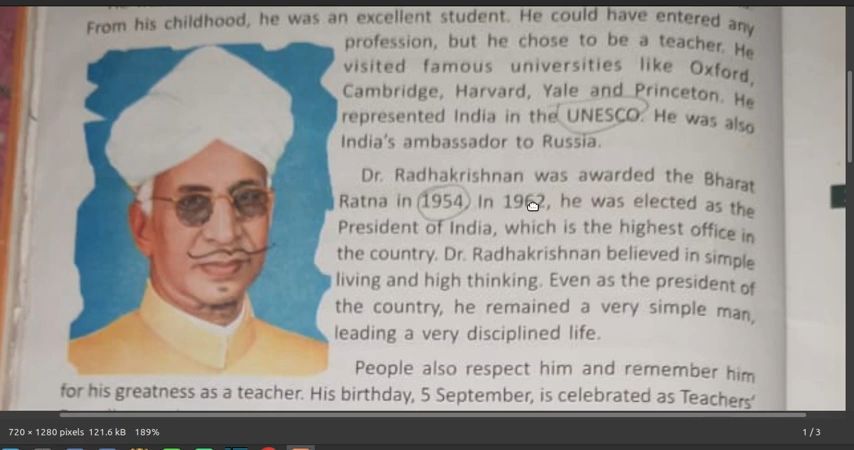 From his childhood, he was an excellent student. He could have entered any
profession, but he chose to be a teacher. He
visited famous universities like Oxford,
Cambridge, Harvard, Yale and Princeton. He
represented India in the UNESCO. He was also
India's ambassador to Russia.
Dr. Radhakrishnan was awarded the Bharat
Ratna in 1954. In 1962, he was elected as the
President of India, which is the highest office in
the country. Dr. Radhakrishnan believed in simple
living and high thinking. Even as the president of
the country, he remained a very simple man,
leading a very disciplined life.
People also respect him and remember him
for his greatness as a teacher. His birthday, 5 September, is celebrated as Teachers'
720 × 1280 pixels 121.6 kB 189%
1 / 3